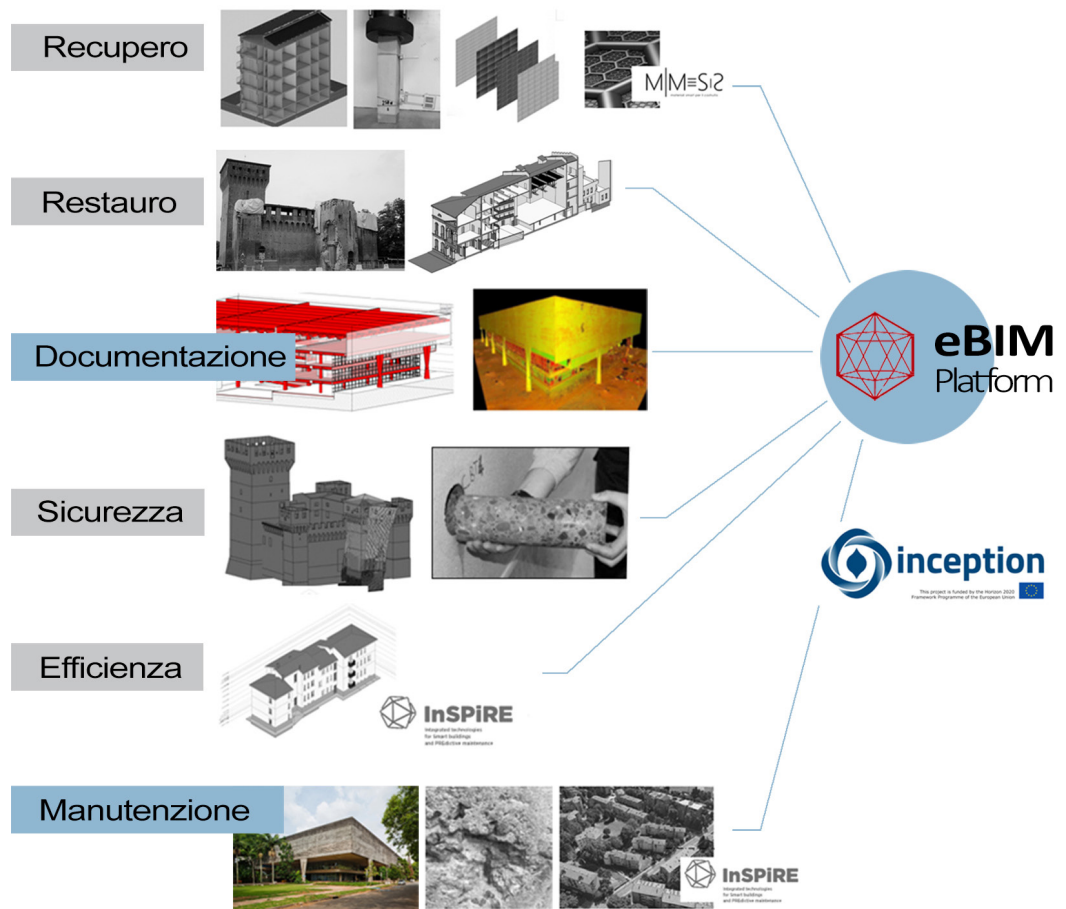 Recupero
MIMESIS
Restauro
Documentazione
eBIM
Platform
Sicurezza
inception
This project is funded by the Horizon 2020
Framework Programme of the European Union
Efficienza
InSPiRE
Integrated technologies
for Smart buildings
and PREdictive maintenance
Manutenzione
InSPiRE
Integrated technologies
for Smart buildings
and PREdictive maintenance